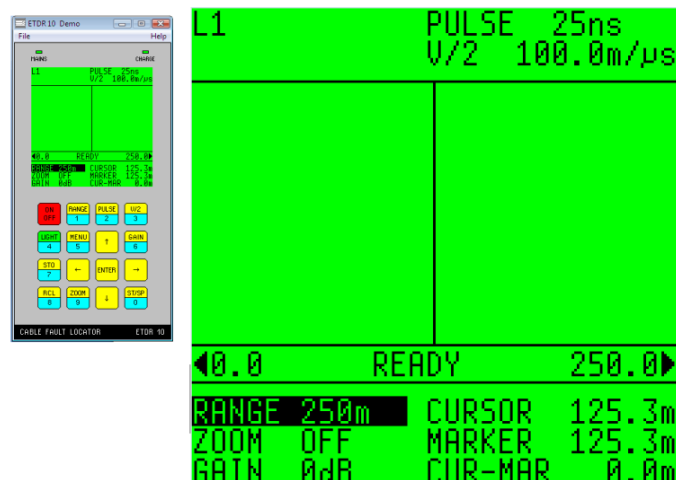 ETDR 10 Demo
File Help
MAINS CHARGE
L1 PULSE 25ns
V/2 100.0m/µs
◀0.0 READY 250.0▶
RANGE 250m CURSOR 125.3m
ZOOM OFF MARKER 125.3m
GAIN 0dB CUR-MAR 0.0m
ON OFF RANGE 1 PULSE 2 V/2 3
LIGHT 4 MENU 5 ↑ GAIN 6
STO 7 ← ENTER →
RCL 8 ZOOM 9 ↓ ST/SP 0
CABLE FAULT LOCATOR ETDR 10
L1 PULSE 25ns
V/2 100.0m/µs
◀0.0 READY 250.0▶
RANGE 250m CURSOR 125.3m
ZOOM OFF MARKER 125.3m
GAIN 0dB CUR-MAR 0.0m